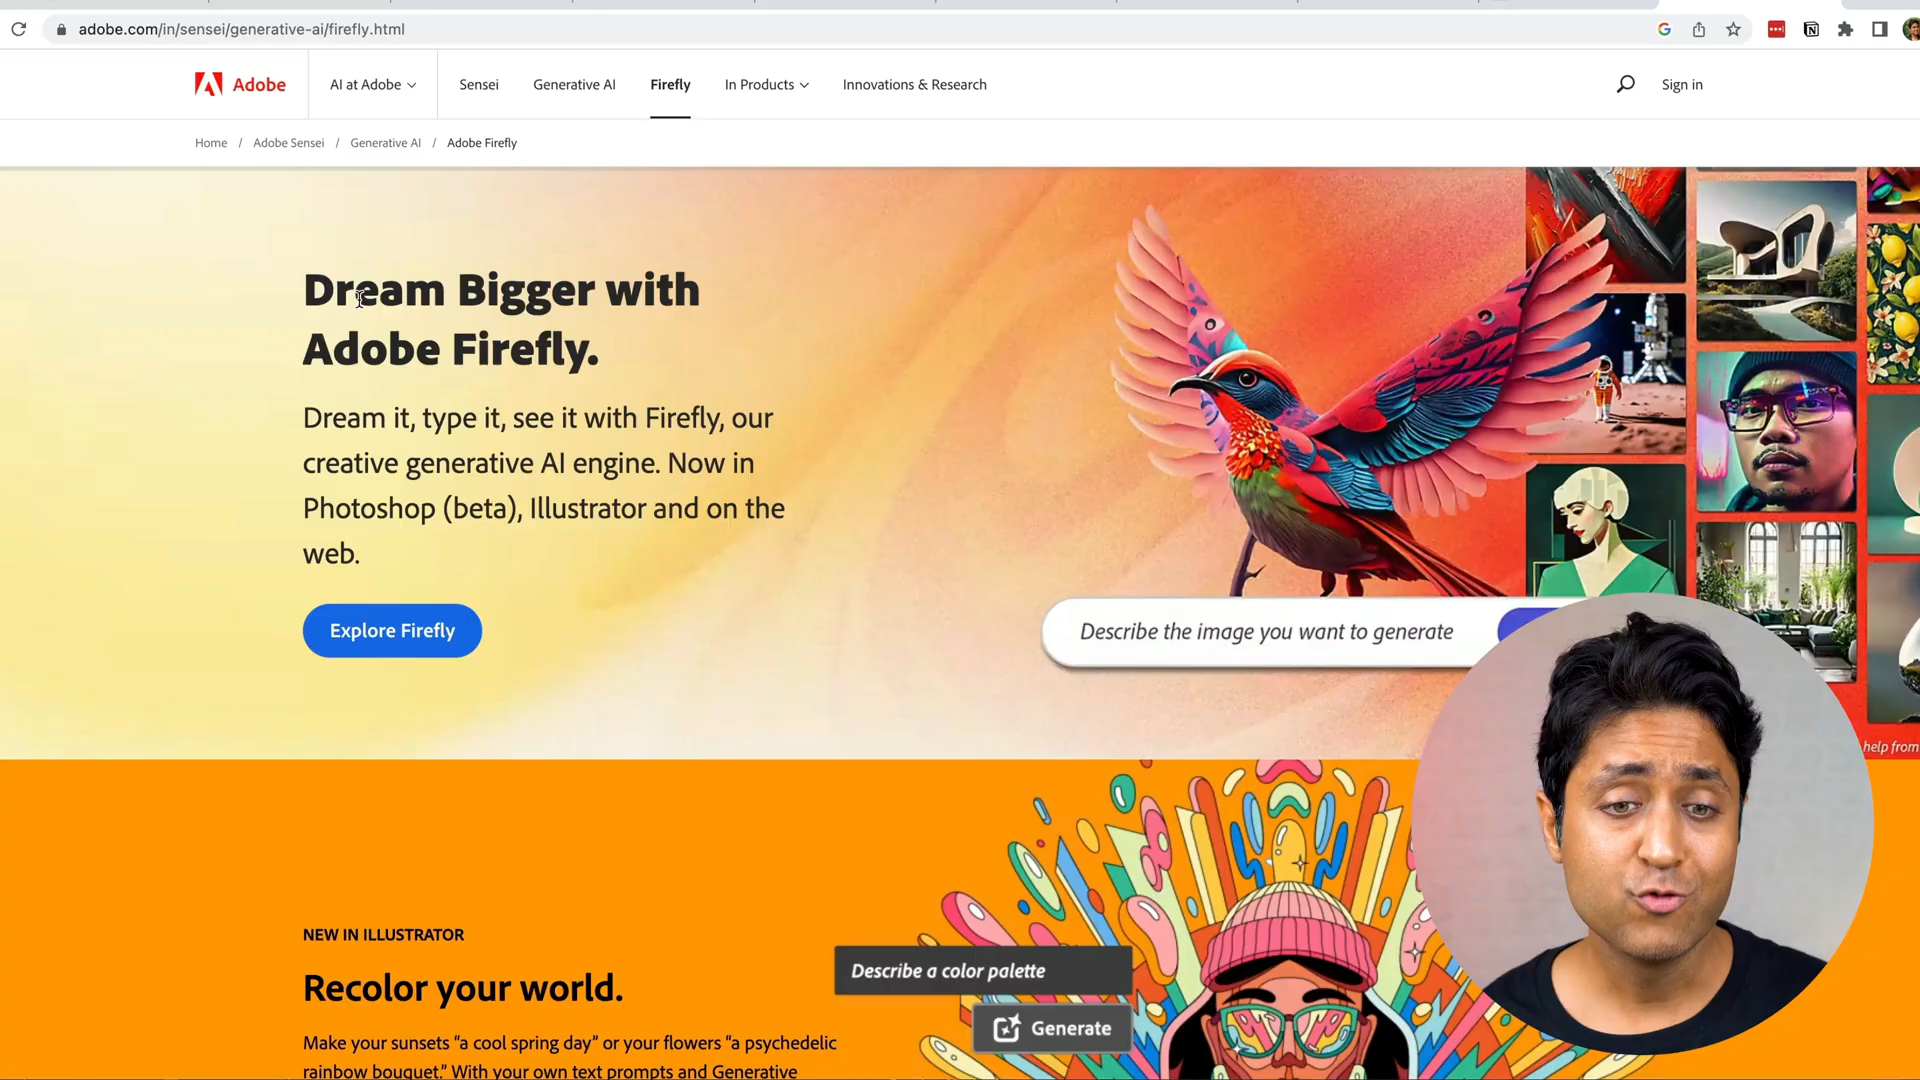 adobe.com/in/sensei/generative-ai/firefly.html
Adobe
AI at Adobe
Sensei
Generative AI
Firefly
In Products
Innovations & Research
Sign in
Home / Adobe Sensei / Generative AI / Adobe Firefly
Dream Bigger with
Adobe Firefly.
Dream it, type it, see it with Firefly, our
creative generative AI engine. Now in
Photoshop (beta), Illustrator and on the
web.
Explore Firefly
Describe the image you want to generate
help from
NEW IN ILLUSTRATOR
Recolor your world.
Make your sunsets “a cool spring day” or your flowers “a psychedelic
rainbow bouquet.” With your own text prompts and Generative
Describe a color palette
Generate